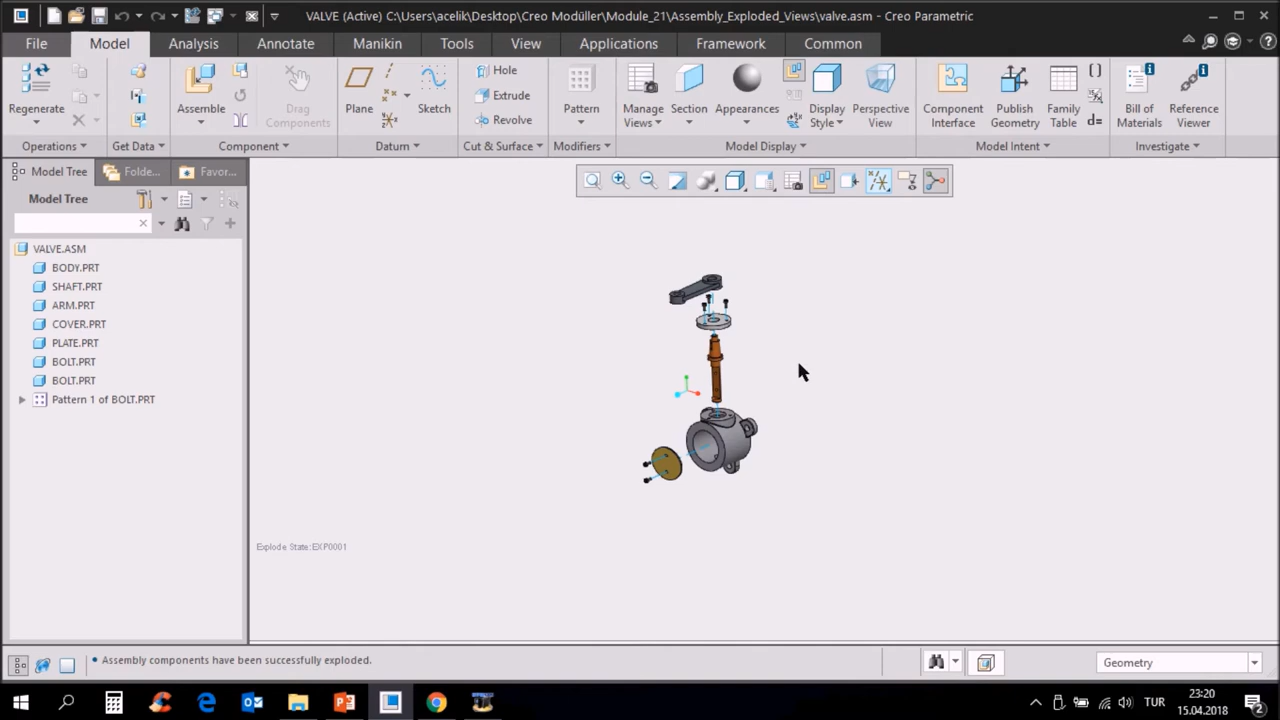 VALVE (Active) C:\Users\acelik\Desktop\Creo Modüller\Module_21\Assembly_Exploded_Views\valve.asm - Creo Parametric
File Model Analysis Annotate Manikin Tools View Applications Framework Common
Regenerate
Assemble
Drag Components
Plane
Sketch
Hole
Extrude
Revolve
Pattern
Manage Views
Section
Appearances
Display Style
Perspective View
Component Interface
Publish Geometry
Family Table
Bill of Materials
Reference Viewer
Operations Get Data Component Datum Cut & Surface Modifiers Model Display Model Intent Investigate
Model Tree Folde... Favor...
Model Tree
VALVE.ASM
BODY.PRT
SHAFT.PRT
ARM.PRT
COVER.PRT
PLATE.PRT
BOLT.PRT
BOLT.PRT
Pattern 1 of BOLT.PRT
Explode State:EXP0001
Assembly components have been successfully exploded.
Geometry
TUR
23:20
15.04.2018
2